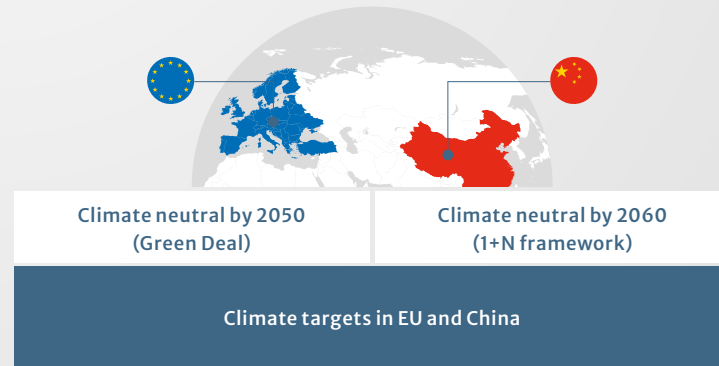 Climate neutral by 2050
(Green Deal)
Climate neutral by 2060
(1+N framework)
Climate targets in EU and China